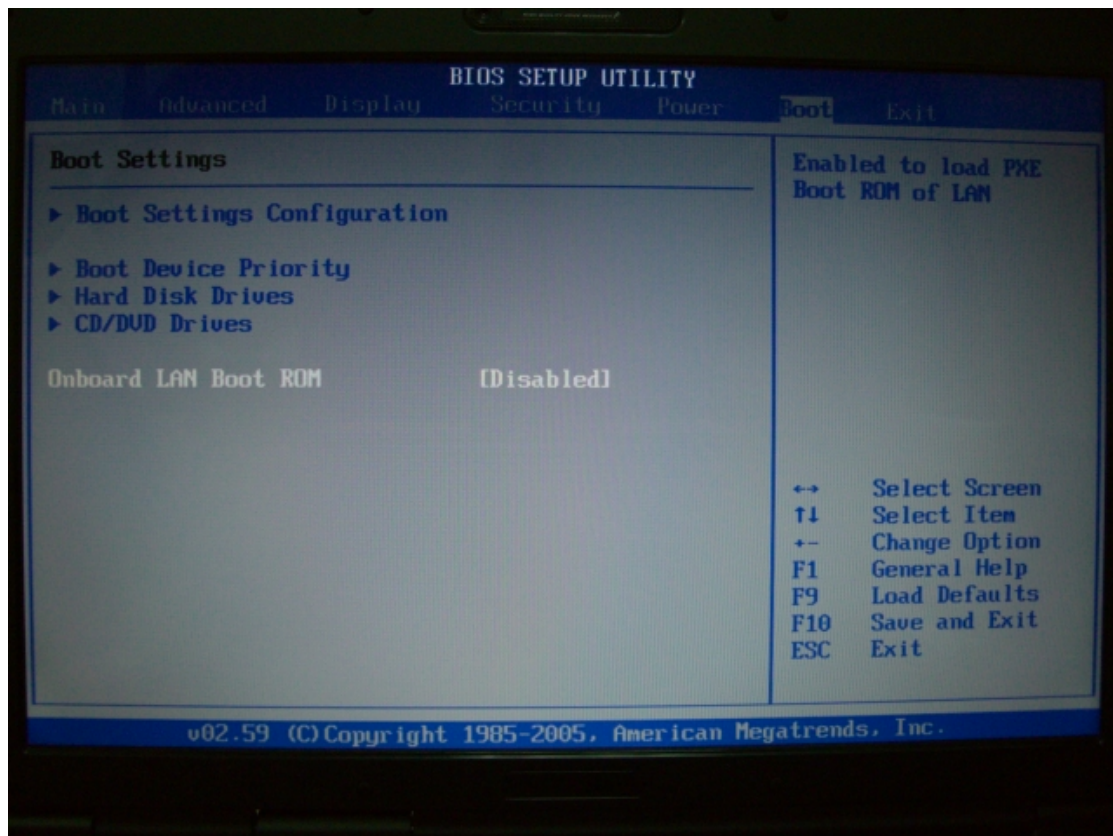 BIOS SETUP UTILITY
Main Advanced Display Security Power Boot Exit
Boot Settings
▶ Boot Settings Configuration
▶ Boot Device Priority
▶ Hard Disk Drives
▶ CD/DVD Drives
Onboard LAN Boot ROM [Disabled]
Enabled to load PXE
Boot ROM of LAN
←→ Select Screen
↑↓ Select Item
+- Change Option
F1 General Help
F9 Load Defaults
F10 Save and Exit
ESC Exit
v02.59 (C)Copyright 1985-2005, American Megatrends, Inc.